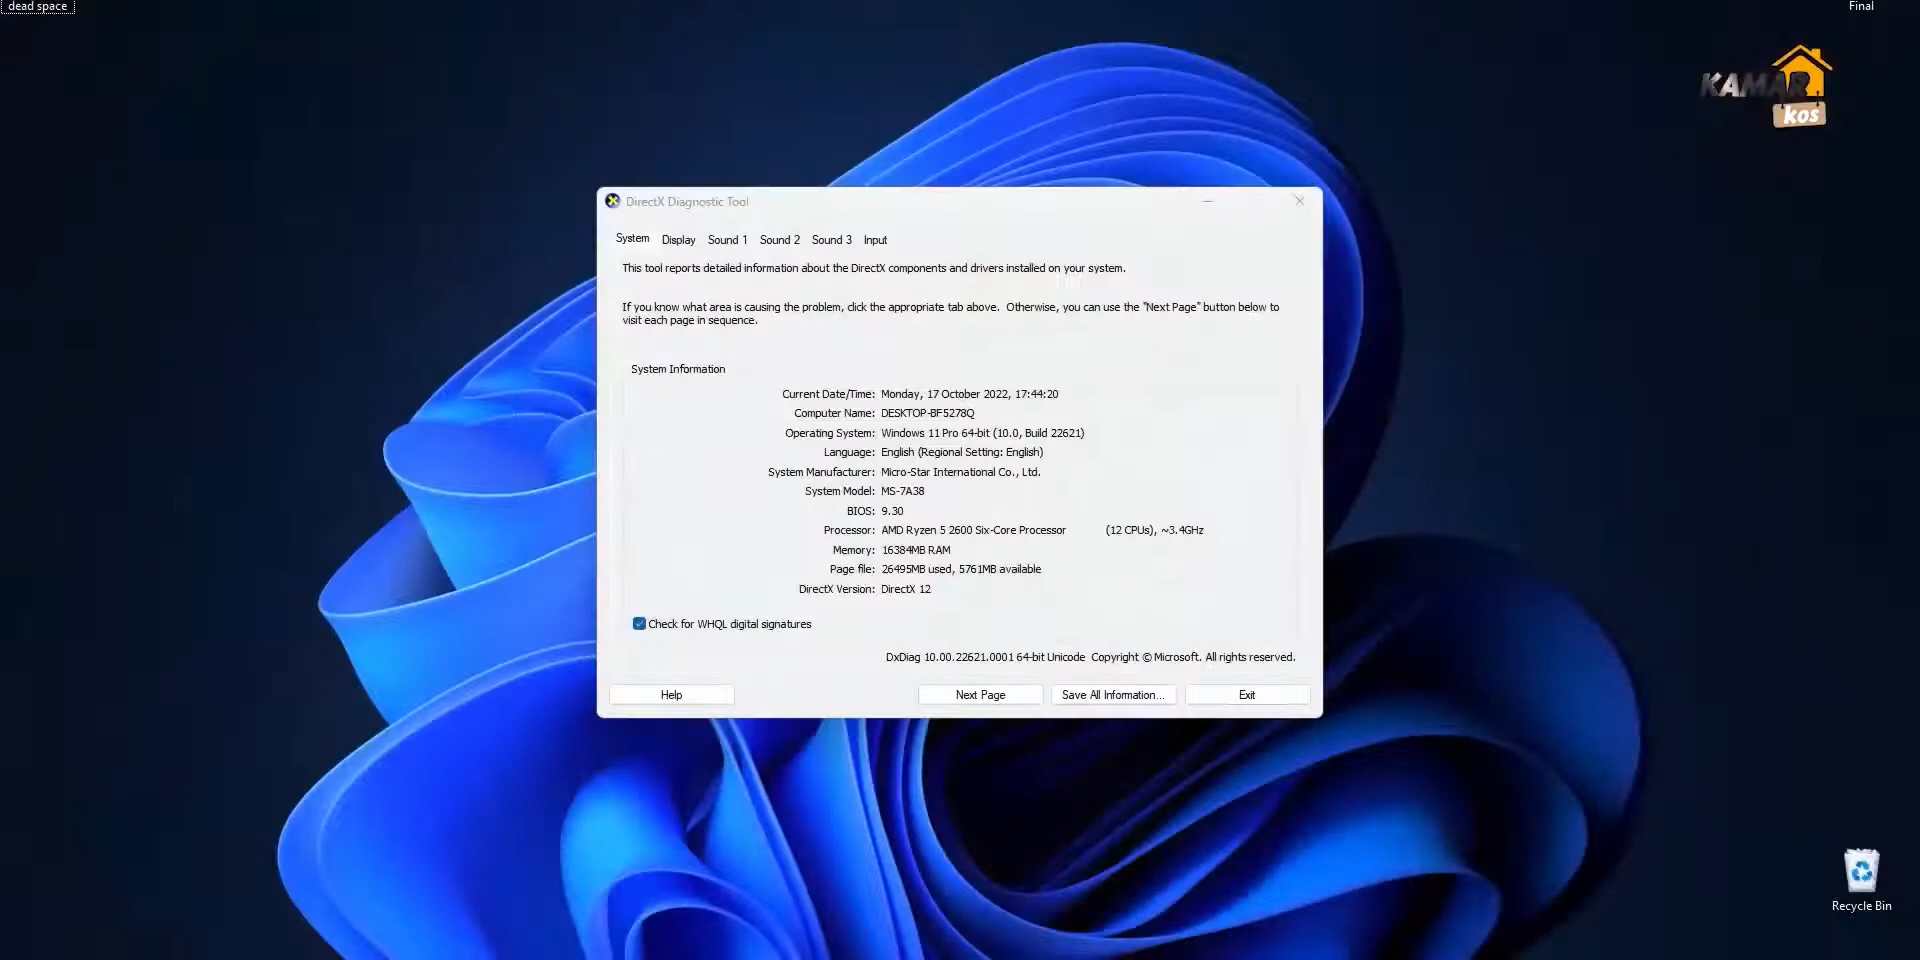 dead space
Final
KAMAR
kos
DirectX Diagnostic Tool
System Display Sound 1 Sound 2 Sound 3 Input
This tool reports detailed information about the DirectX components and drivers installed on your system.
If you know what area is causing the problem, click the appropriate tab above.  Otherwise, you can use the "Next Page" button below to
visit each page in sequence.
System Information
Current Date/Time: Monday, 17 October 2022, 17:44:20
Computer Name: DESKTOP-BF5278Q
Operating System: Windows 11 Pro 64-bit (10.0, Build 22621)
Language: English (Regional Setting: English)
System Manufacturer: Micro-Star International Co., Ltd.
System Model: MS-7A38
BIOS: 9.30
Processor: AMD Ryzen 5 2600 Six-Core Processor (12 CPUs), ~3.4GHz
Memory: 16384MB RAM
Page file: 26495MB used, 5761MB available
DirectX Version: DirectX 12
Check for WHQL digital signatures
DxDiag 10.00.22621.0001 64-bit Unicode  Copyright © Microsoft. All rights reserved.
Help Next Page Save All Information... Exit
Recycle Bin